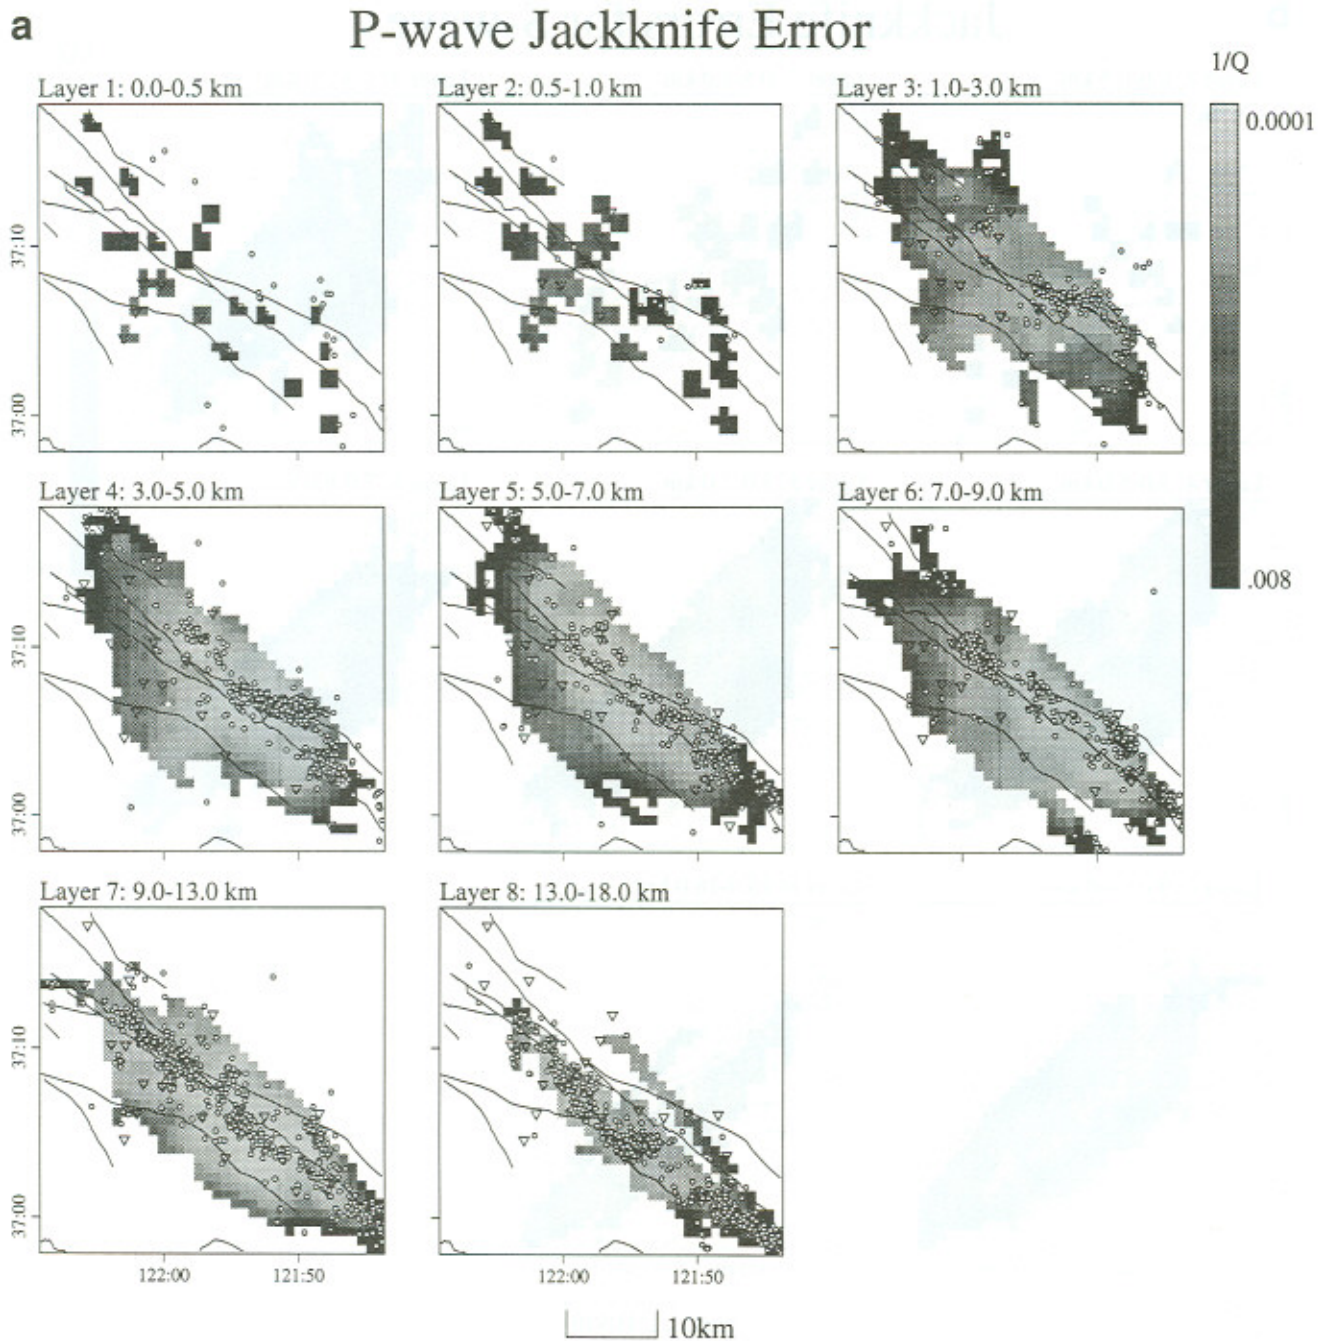 a
P-wave Jackknife Error
1/Q
Layer 1: 0.0-0.5 km
Layer 2: 0.5-1.0 km
Layer 3: 1.0-3.0 km
0.0001
37:10
37:00
.008
Layer 4: 3.0-5.0 km
Layer 5: 5.0-7.0 km
Layer 6: 7.0-9.0 km
37:10
37:00
Layer 7: 9.0-13.0 km
Layer 8: 13.0-18.0 km
37:10
37:00
122:00
121:50
122:00
121:50
10km